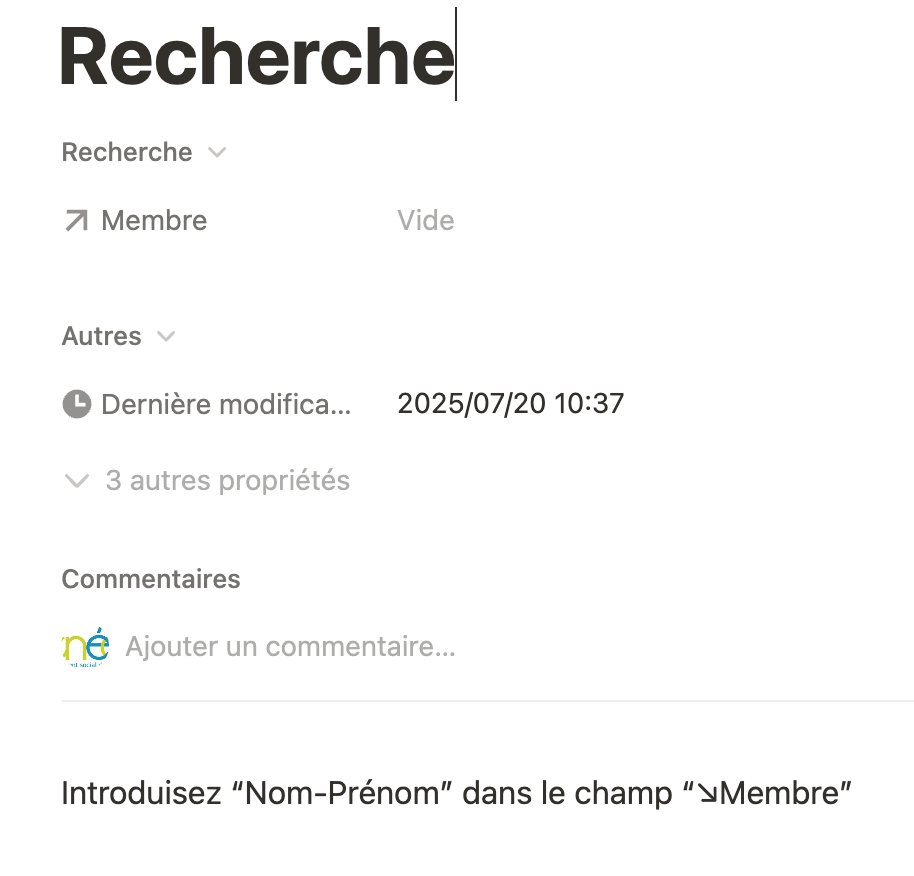 Recherche
Recherche
Membre Vide
Autres
Dernière modifica... 2025/07/20 10:37
3 autres propriétés
Commentaires
né Ajouter un commentaire...
Introduisez “Nom-Prénom” dans le champ “↘Membre”